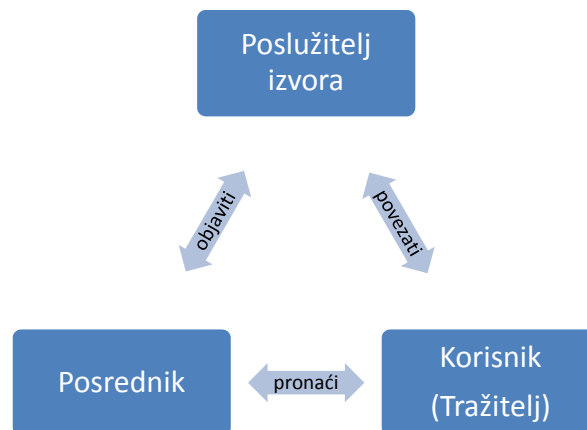 Poslužitelj
izvora
objaviti
povezati
Posrednik
pronaći
Korisnik
(Tražitelj)